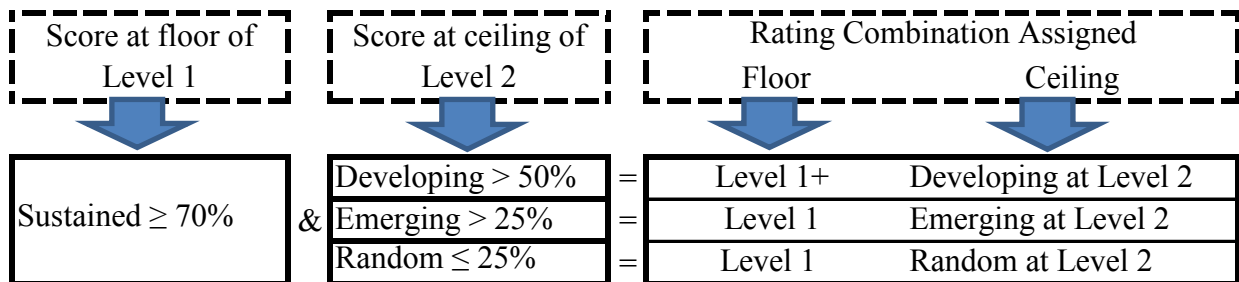 Score at floor of
Level 1
Score at ceiling of
Level 2
Rating Combination Assigned
Floor Ceiling
Sustained ≥ 70%
&
Developing > 50% = Level 1+ Developing at Level 2
Emerging > 25% = Level 1 Emerging at Level 2
Random ≤ 25% = Level 1 Random at Level 2